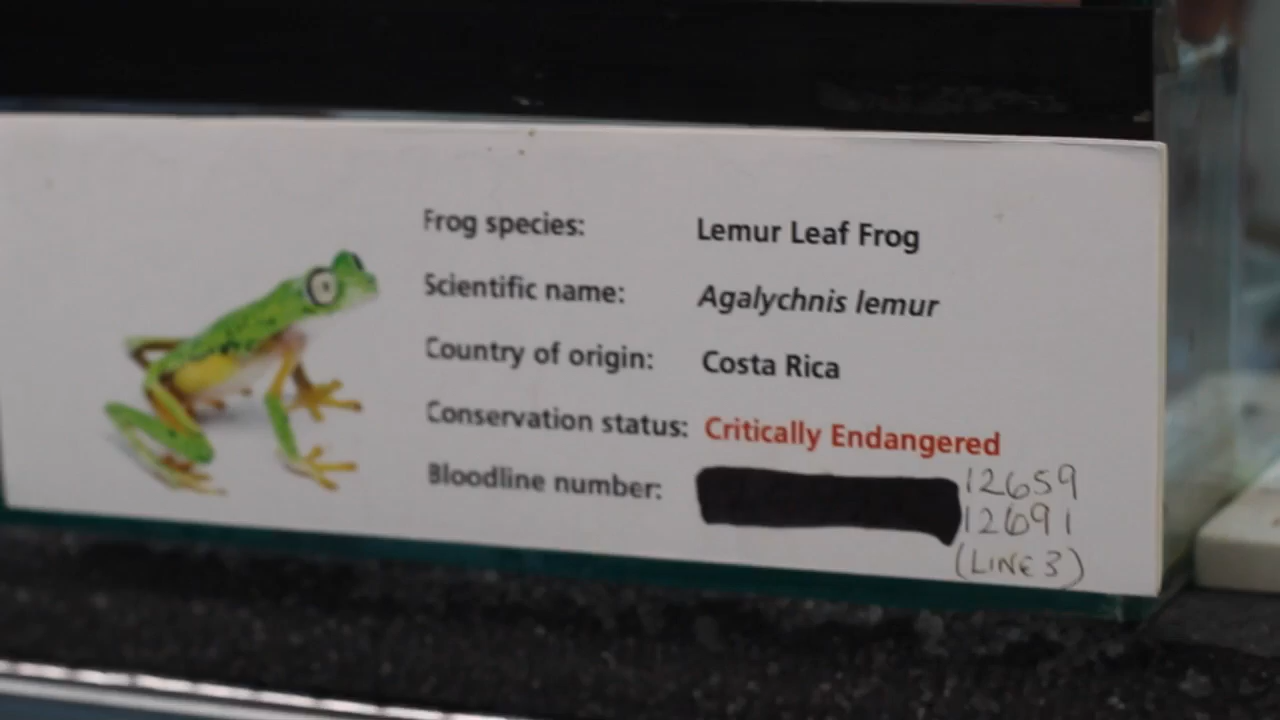 Frog species: Lemur Leaf Frog
Scientific name: Agalychnis lemur
Country of origin: Costa Rica
Conservation status: Critically Endangered
Bloodline number: 12659
12691
(LINE 3)